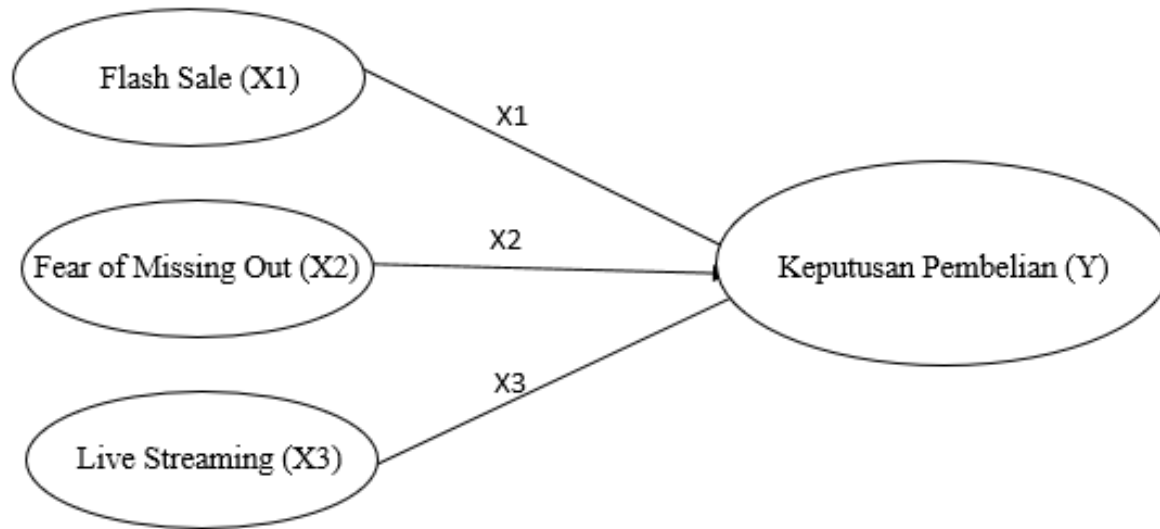 Flash Sale (X1)
X1
Fear of Missing Out (X2)
X2
Keputusan Pembelian (Y)
X3
Live Streaming (X3)